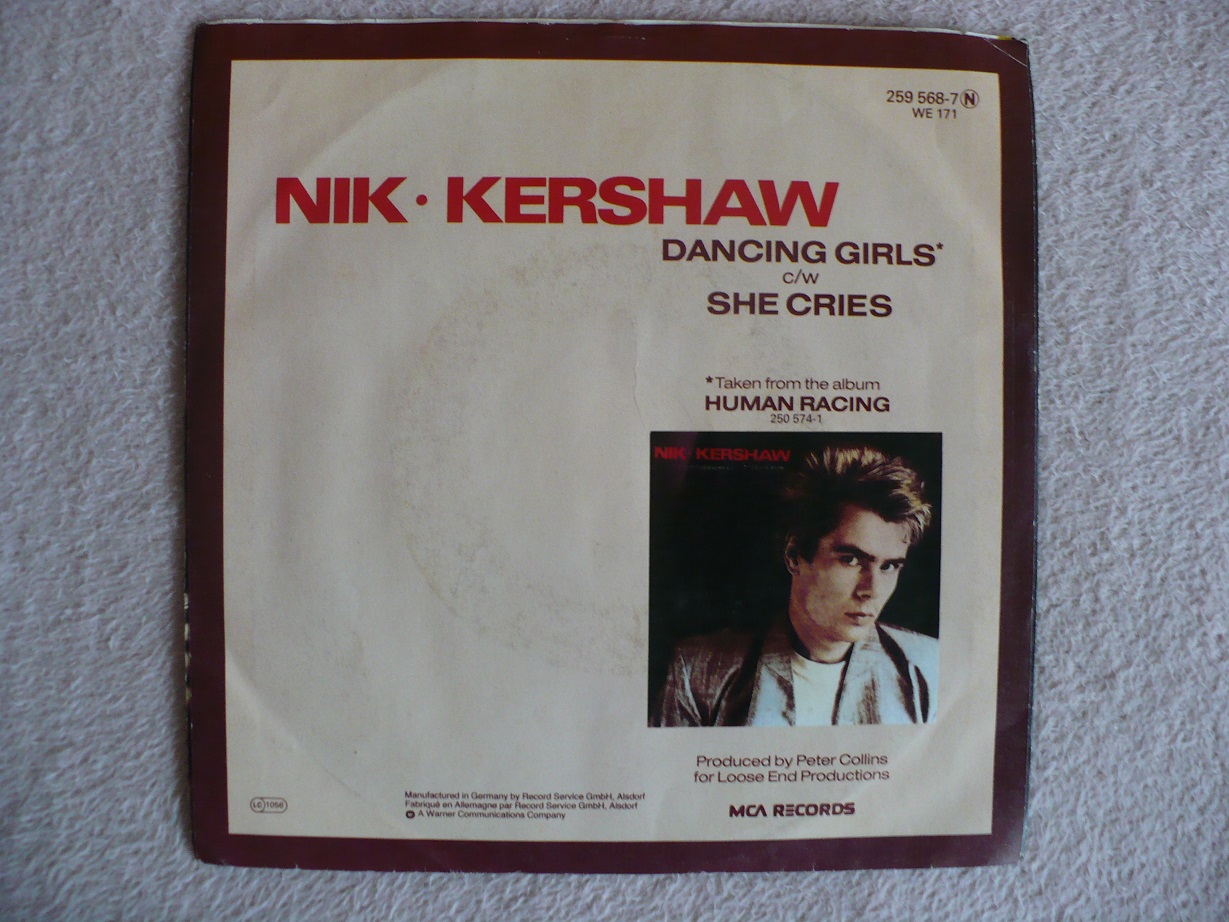 259 568-7 N
WE 171
NIK · KERSHAW
DANCING GIRLS*
C/W
SHE CRIES
*Taken from the album
HUMAN RACING
250 574-1
NIK · KERSHAW
Produced by Peter Collins
for Loose End Productions
MCA RECORDS
LC 1056
Manufactured in Germany by Record Service GmbH, Alsdorf
Fabriqué en Allemagne par Record Service GmbH, Alsdorf
A Warner Communications Company